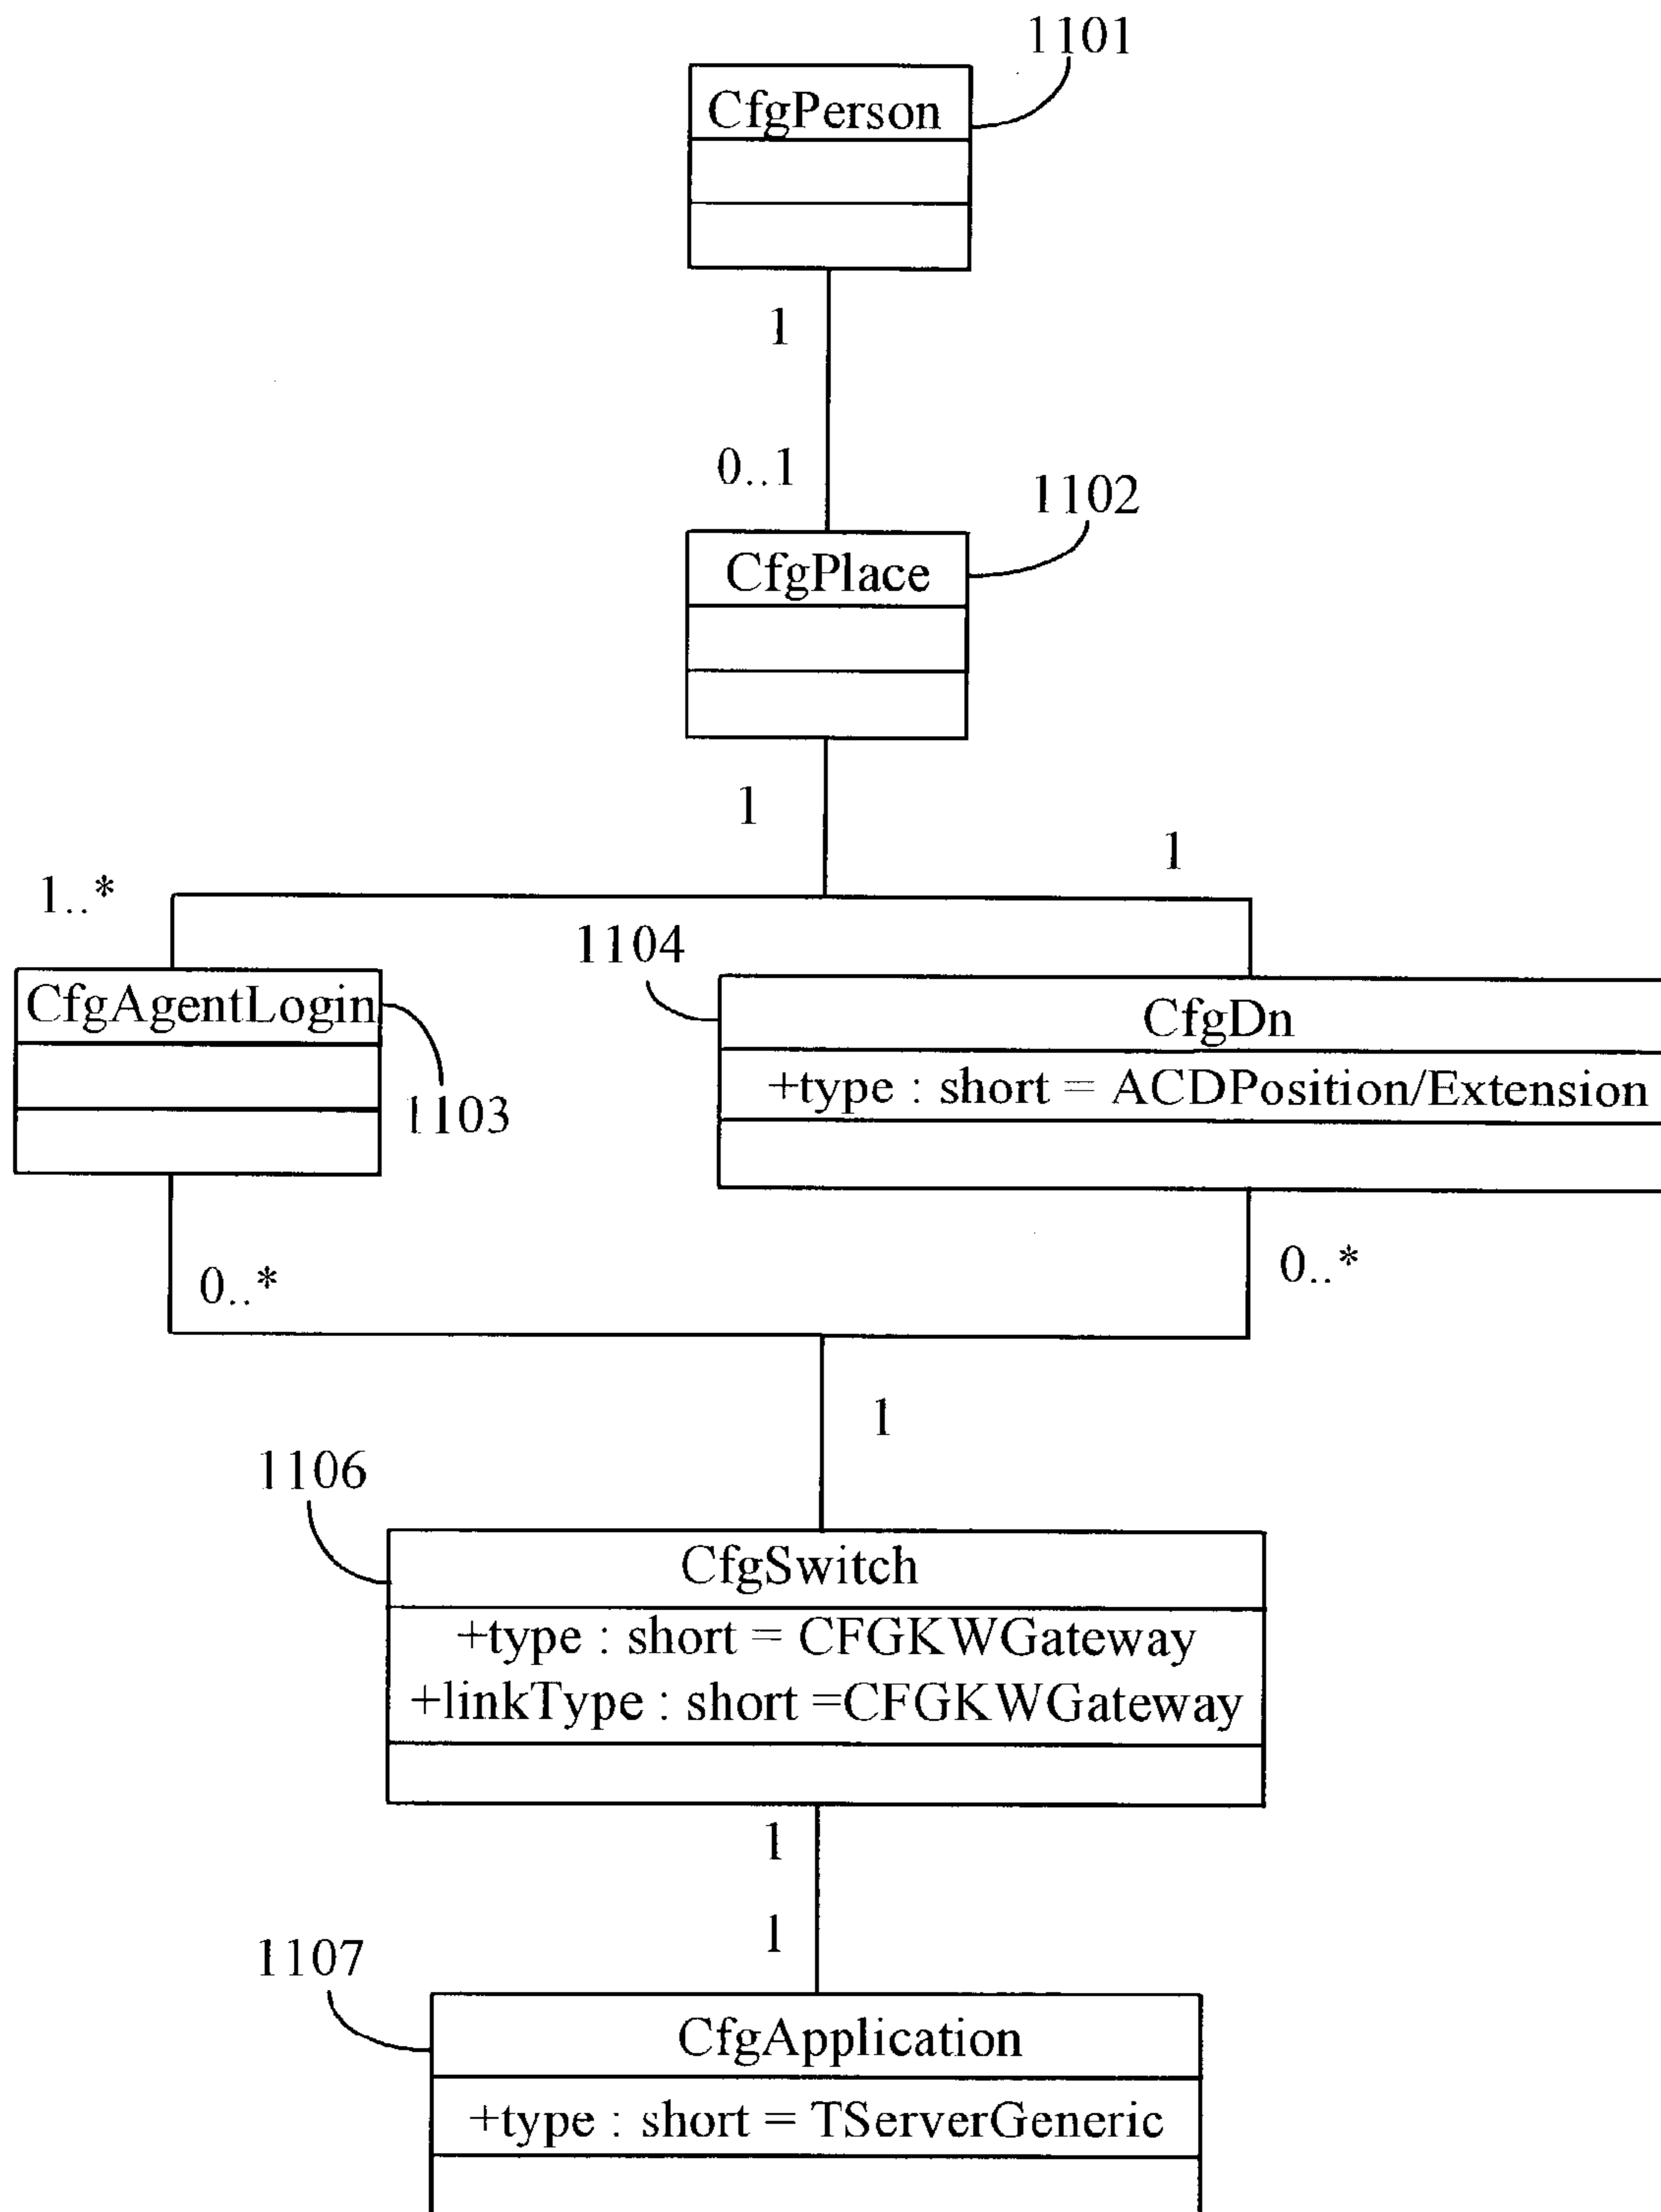 1101
CfgPerson
1
0..1
1102
CfgPlace
1
1
1..*
1104
CfgAgentLogin
CfgDn
+type : short = ACDPosition/Extension
1103
0..*
0..*
1
1106
CfgSwitch
+type : short = CFGKWGateway
+linkType : short =CFGKWGateway
1
1
1107
CfgApplication
+type : short = TServerGeneric